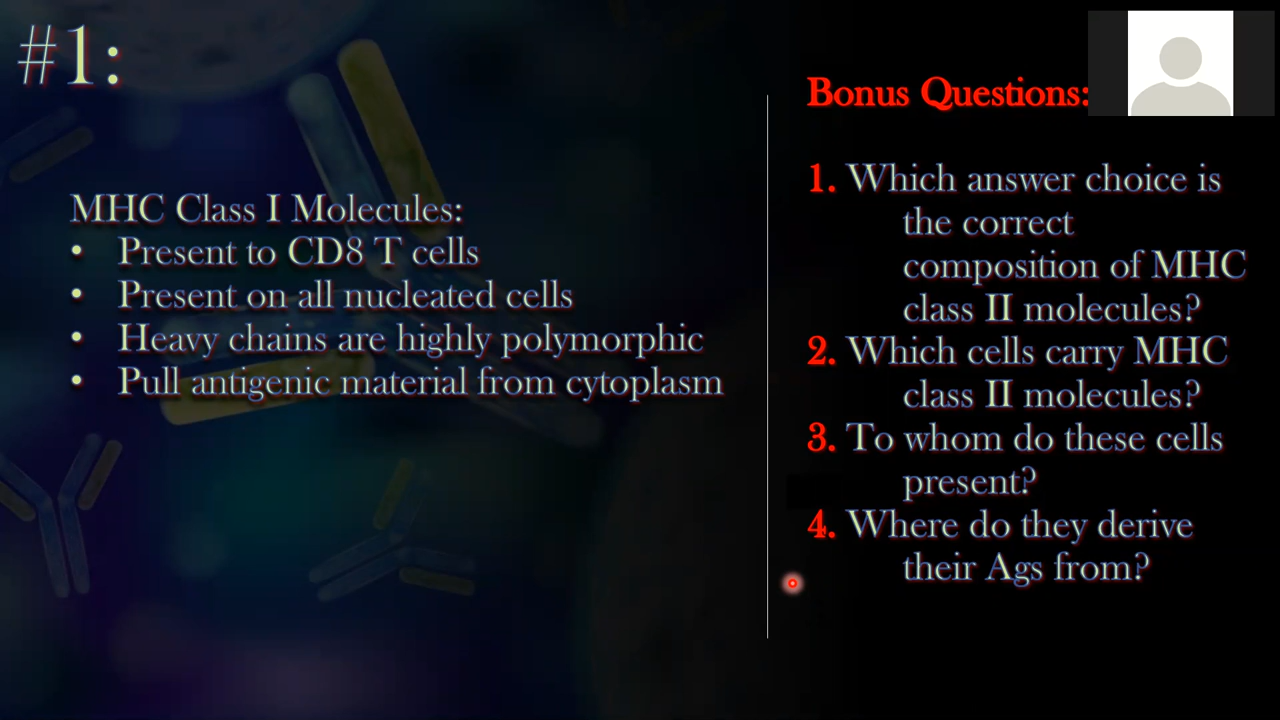 #1:
MHC Class I Molecules:
• Present to CD8 T cells
• Present on all nucleated cells
• Heavy chains are highly polymorphic
• Pull antigenic material from cytoplasm
Bonus Questions:
1. Which answer choice is
the correct
composition of MHC
class II molecules?
2. Which cells carry MHC
class II molecules?
3. To whom do these cells
present?
4. Where do they derive
their Ags from?